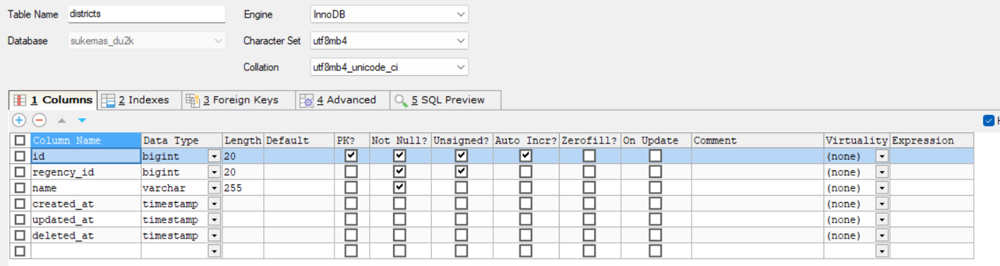 Table Name districts Engine InnoDB
Database sukemas_du2k Character Set utf8mb4
Collation utf8mb4_unicode_ci
1 Columns 2 Indexes 3 Foreign Keys 4 Advanced 5 SQL Preview
Column Name Data Type Length Default PK? Not Null? Unsigned? Auto Incr? Zerofill? On Update Comment Virtuality Expression
id bigint 20 (none)
regency_id bigint 20 (none)
name varchar 255 (none)
created_at timestamp (none)
updated_at timestamp (none)
deleted_at timestamp (none)